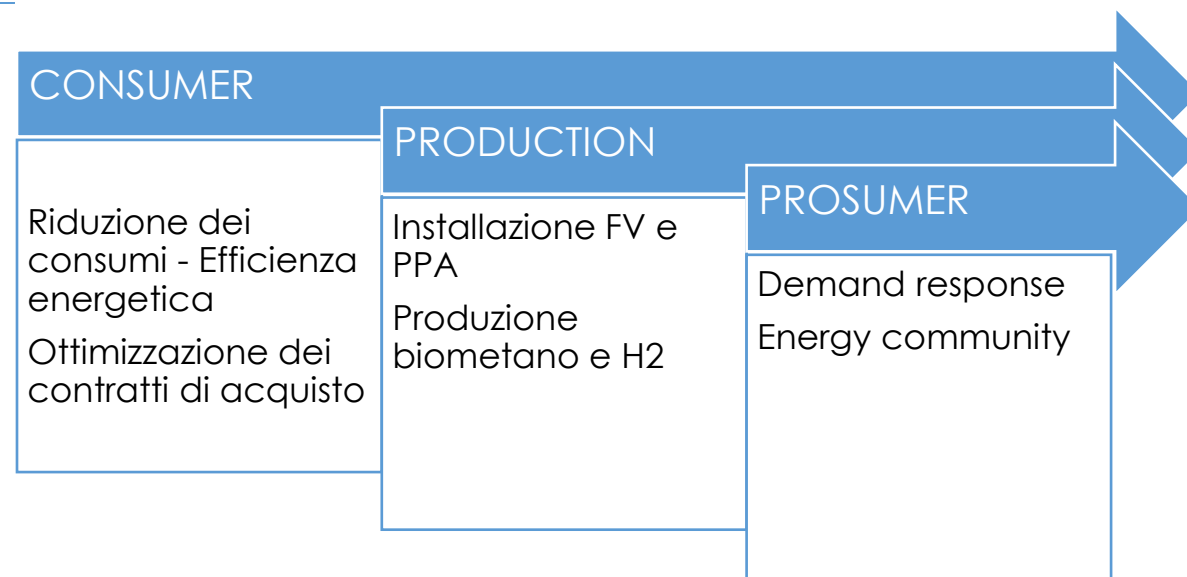 CONSUMER
Riduzione dei
consumi - Efficienza
energetica
Ottimizzazione dei
contratti di acquisto
PRODUCTION
Installazione FV e
PPA
Produzione
biometano e H2
PROSUMER
Demand response
Energy community